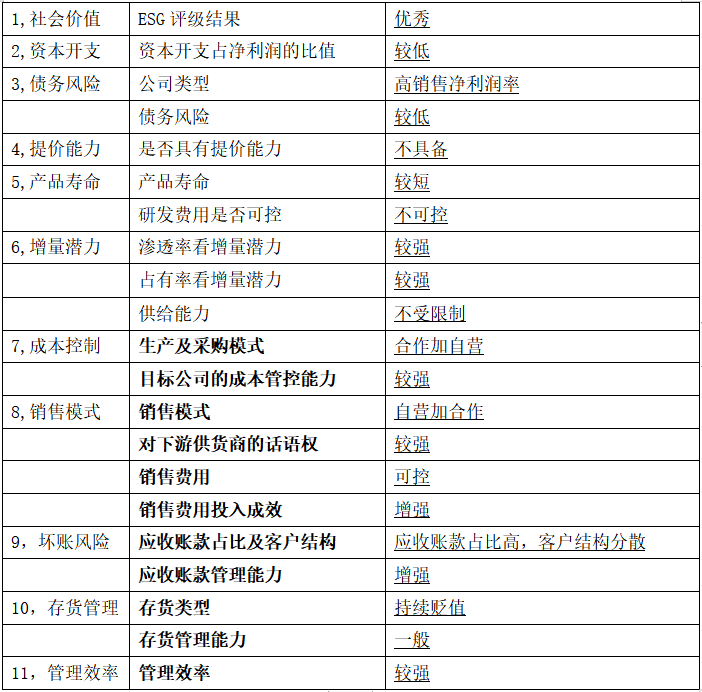 1,社会价值 ESG 评级结果 优秀
2,资本开支 资本开支占净利润的比值 较低
3,债务风险 公司类型 高销售净利润率
债务风险 较低
4,提价能力 是否具有提价能力 不具备
5,产品寿命 产品寿命 较短
研发费用是否可控 不可控
6,增量潜力 渗透率看增量潜力 较强
占有率看增量潜力 较强
供给能力 不受限制
7,成本控制 生产及采购模式 合作加自营
目标公司的成本管控能力 较强
8,销售模式 销售模式 自营加合作
对下游供货商的话语权 较强
销售费用 可控
销售费用投入成效 增强
9，坏账风险 应收账款占比及客户结构 应收账款占比高，客户结构分散
应收账款管理能力 增强
10，存货管理 存货类型 持续贬值
存货管理能力 一般
11，管理效率 管理效率 较强